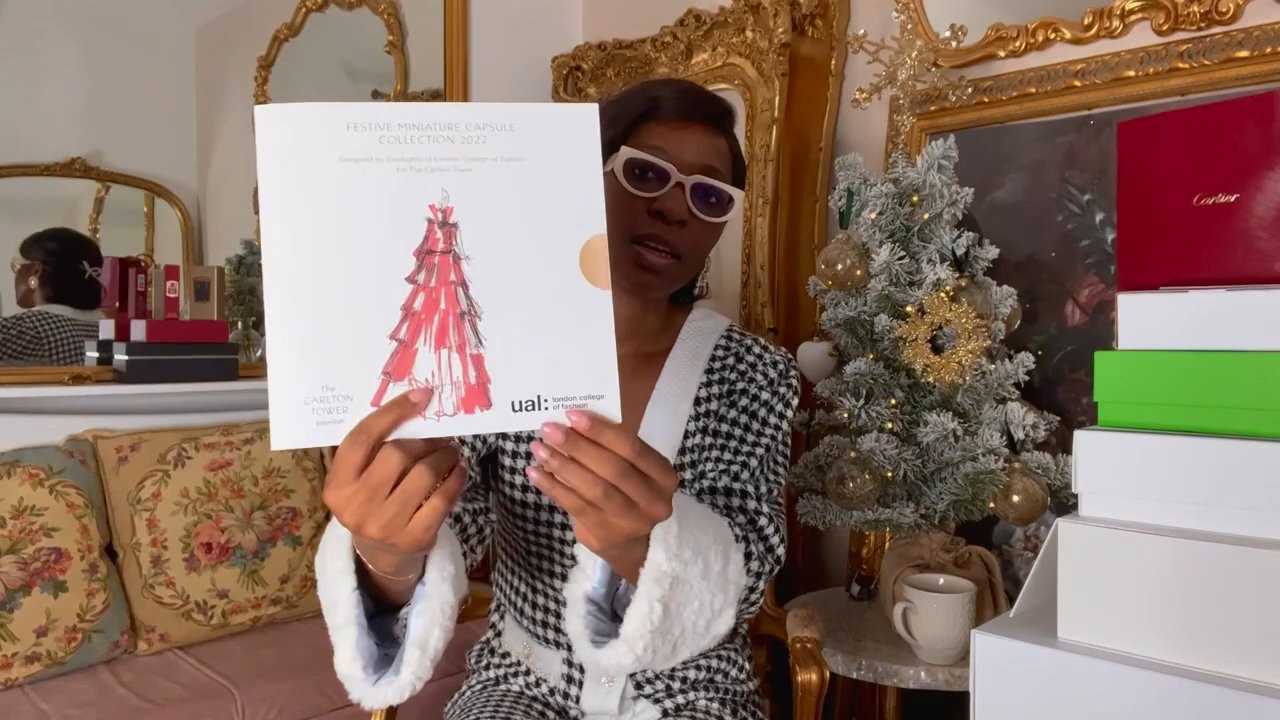 FESTIVE MINIATURE CAPSULE
COLLECTION 2022
Designed by Graduates of London College of Fashion
for The Carlton Tower
The
CARLTON
TOWER
Jumeirah
ual: london college
of fashion
Cartier